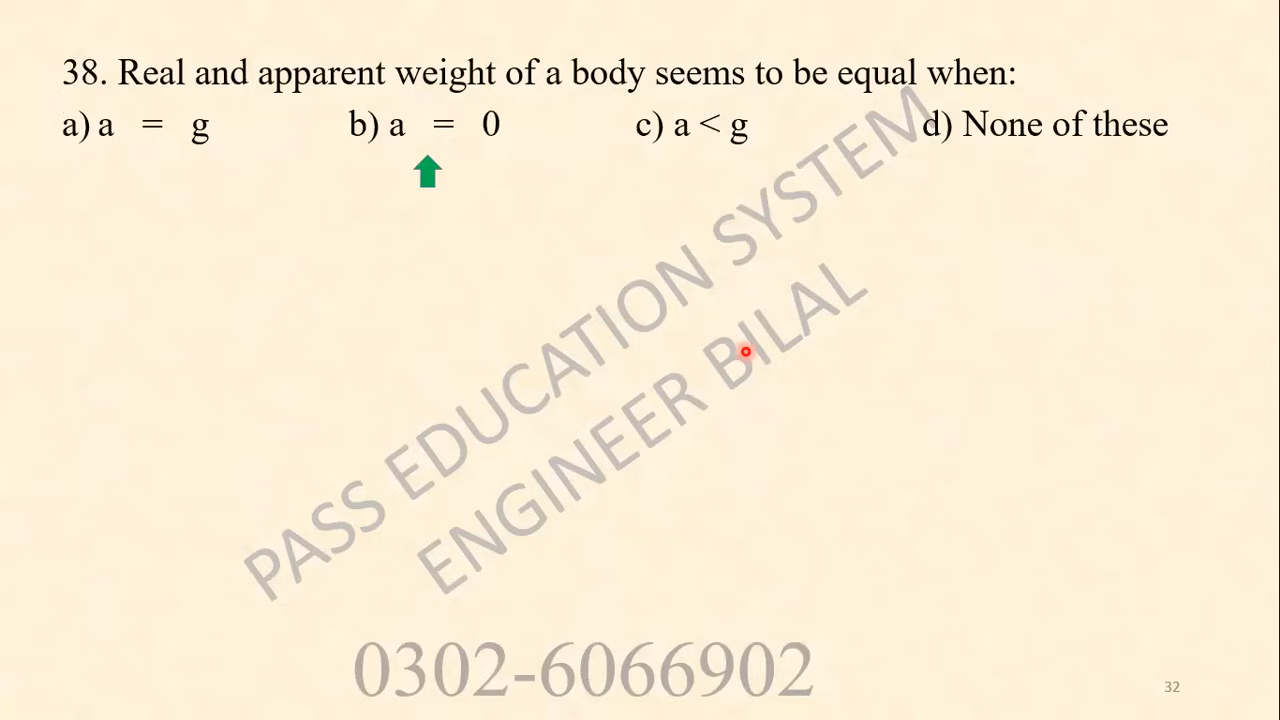 38. Real and apparent weight of a body seems to be equal when:
a) a = g b) a = 0 c) a < g d) None of these
PASS EDUCATION SYSTEM
ENGINEER BILAL
0302-6066902
32